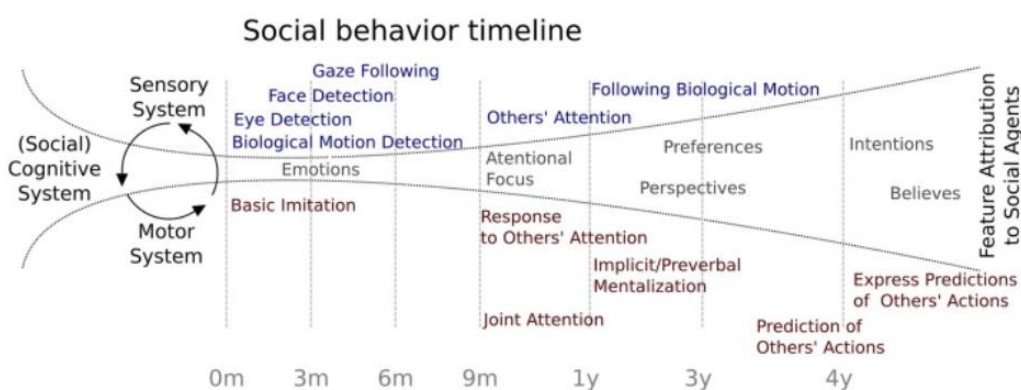 Social behavior timeline
Sensory
System
(Social)
Cognitive
System
Motor
System
Gaze Following
Face Detection
Eye Detection
Biological Motion Detection
Emotions
Basic Imitation
Others' Attention
Atentional
Focus
Response
to Others' Attention
Joint Attention
Following Biological Motion
Preferences
Perspectives
Implicit/Preverbal
Mentalization
Prediction of
Others' Actions
Intentions
Believes
Express Predictions
of Others' Actions
Feature Attribution
to Social Agents
0m 3m 6m 9m 1y 3y 4y